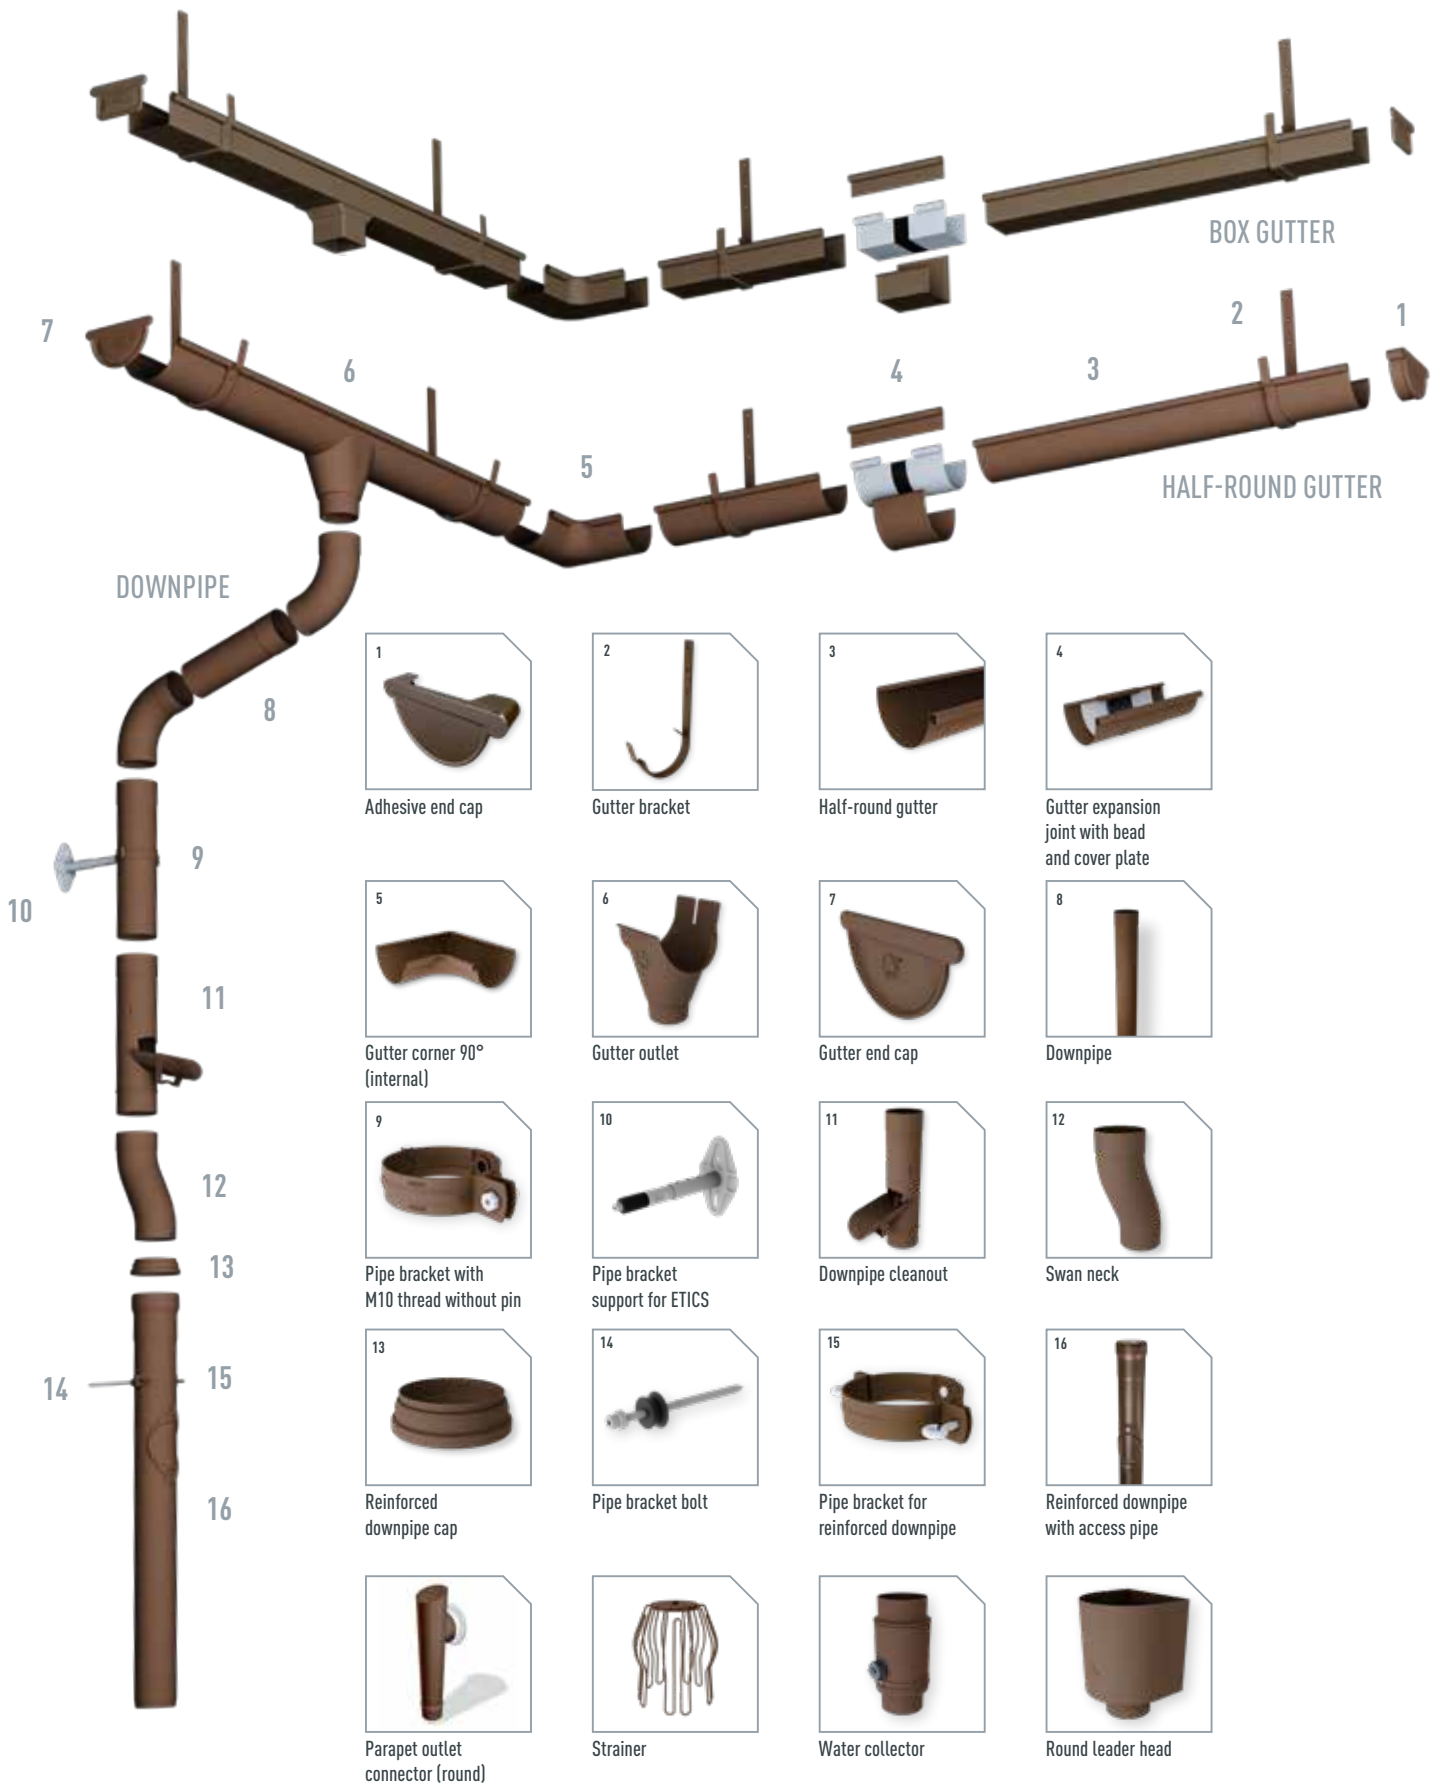 BOX GUTTER
7
6
5
4
3
2
1
HALF-ROUND GUTTER
DOWNPIPE
8
9
10
11
12
13
14
15
16
1
Adhesive end cap
2
Gutter bracket
3
Half-round gutter
4
Gutter expansion
joint with bead
and cover plate
5
Gutter corner 90°
(internal)
6
Gutter outlet
7
Gutter end cap
8
Downpipe
9
Pipe bracket with
M10 thread without pin
10
Pipe bracket
support for ETICS
11
Downpipe cleanout
12
Swan neck
13
Reinforced
downpipe cap
14
Pipe bracket bolt
15
Pipe bracket for
reinforced downpipe
16
Reinforced downpipe
with access pipe
Parapet outlet
connector (round)
Strainer
Water collector
Round leader head